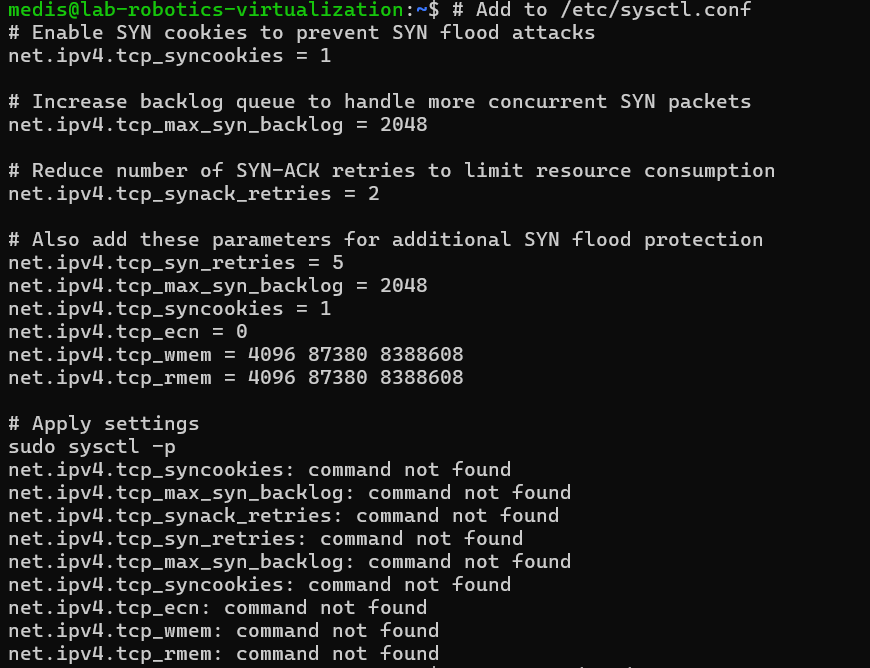 medis@lab-robotics-virtualization:~$ # Add to /etc/sysctl.conf
# Enable SYN cookies to prevent SYN flood attacks
net.ipv4.tcp_syncookies = 1
# Increase backlog queue to handle more concurrent SYN packets
net.ipv4.tcp_max_syn_backlog = 2048
# Reduce number of SYN-ACK retries to limit resource consumption
net.ipv4.tcp_synack_retries = 2
# Also add these parameters for additional SYN flood protection
net.ipv4.tcp_syn_retries = 5
net.ipv4.tcp_max_syn_backlog = 2048
net.ipv4.tcp_syncookies = 1
net.ipv4.tcp_ecn = 0
net.ipv4.tcp_wmem = 4096 87380 8388608
net.ipv4.tcp_rmem = 4096 87380 8388608
# Apply settings
sudo sysctl -p
net.ipv4.tcp_syncookies: command not found
net.ipv4.tcp_max_syn_backlog: command not found
net.ipv4.tcp_synack_retries: command not found
net.ipv4.tcp_syn_retries: command not found
net.ipv4.tcp_max_syn_backlog: command not found
net.ipv4.tcp_syncookies: command not found
net.ipv4.tcp_ecn: command not found
net.ipv4.tcp_wmem: command not found
net.ipv4.tcp_rmem: command not found